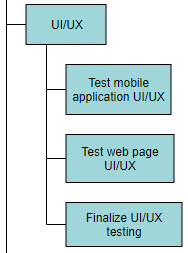 UI/UX
Test mobile
application UI/UX
Test web page
UI/UX
Finalize UI/UX
testing